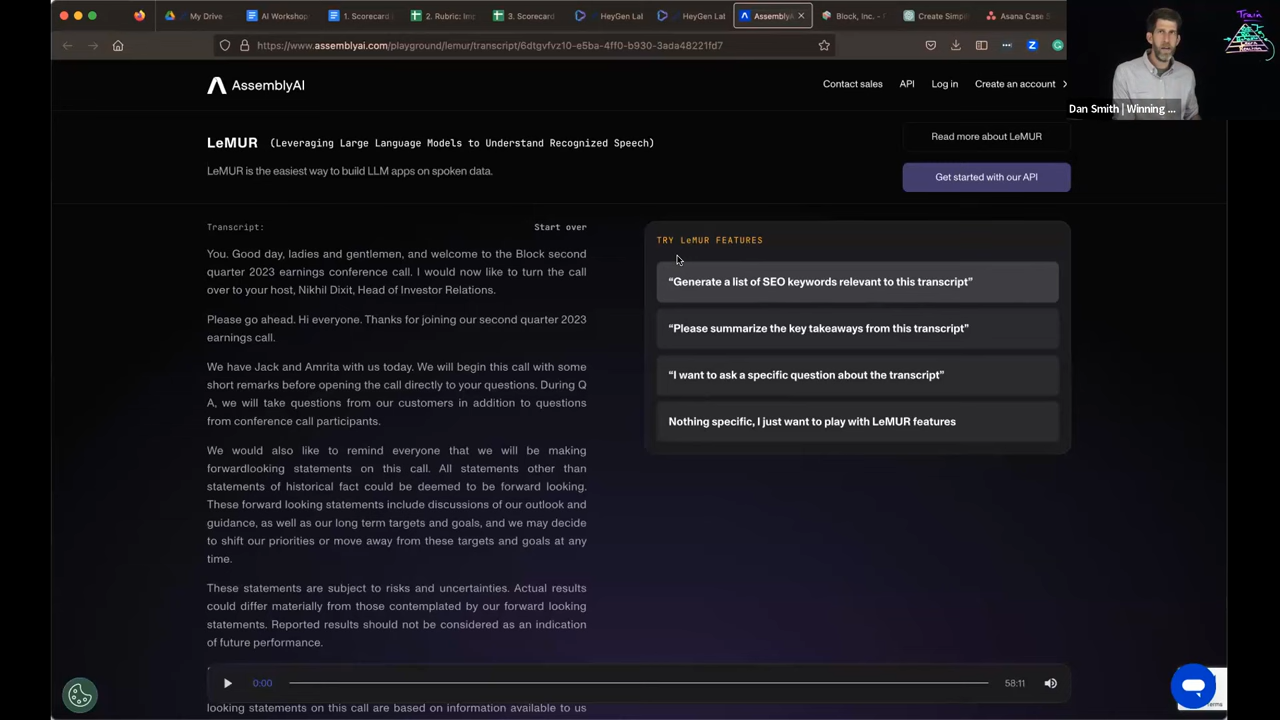 My Drive
AI Workshop
1. Scorecard
2. Rubric: Im
3. Scorecard
HeyGen Lat
HeyGen Lat
AssemblyA
Block, Inc. -
Create Simpl
Asana Case S
Train
https://www.assemblyai.com/playground/lemur/transcript/6dtgvfvz10-e5ba-4ff0-b930-3ada48221fd7
Dan Smith | Winning ...
AssemblyAI
Contact sales
API
Log in
Create an account
LeMUR (Leveraging Large Language Models to Understand Recognized Speech)
Read more about LeMUR
LeMUR is the easiest way to build LLM apps on spoken data.
Get started with our API
Transcript:
Start over
You. Good day, ladies and gentlemen, and welcome to the Block second
quarter 2023 earnings conference call. I would now like to turn the call
over to your host, Nikhil Dixit, Head of Investor Relations.
Please go ahead. Hi everyone. Thanks for joining our second quarter 2023
earnings call.
We have Jack and Amrita with us today. We will begin this call with some
short remarks before opening the call directly to your questions. During Q
A, we will take questions from our customers in addition to questions
from conference call participants.
We would also like to remind everyone that we will be making
forwardlooking statements on this call. All statements other than
statements of historical fact could be deemed to be forward looking.
These forward looking statements include discussions of our outlook and
guidance, as well as our long term targets and goals, and we may decide
to shift our priorities or move away from these targets and goals at any
time.
These statements are subject to risks and uncertainties. Actual results
could differ materially from those contemplated by our forward looking
statements. Reported results should not be considered as an indication
of future performance.
looking statements on this call are based on information available to us
TRY LeMUR FEATURES
“Generate a list of SEO keywords relevant to this transcript”
“Please summarize the key takeaways from this transcript”
“I want to ask a specific question about the transcript”
Nothing specific, I just want to play with LeMUR features
0:00
58:11